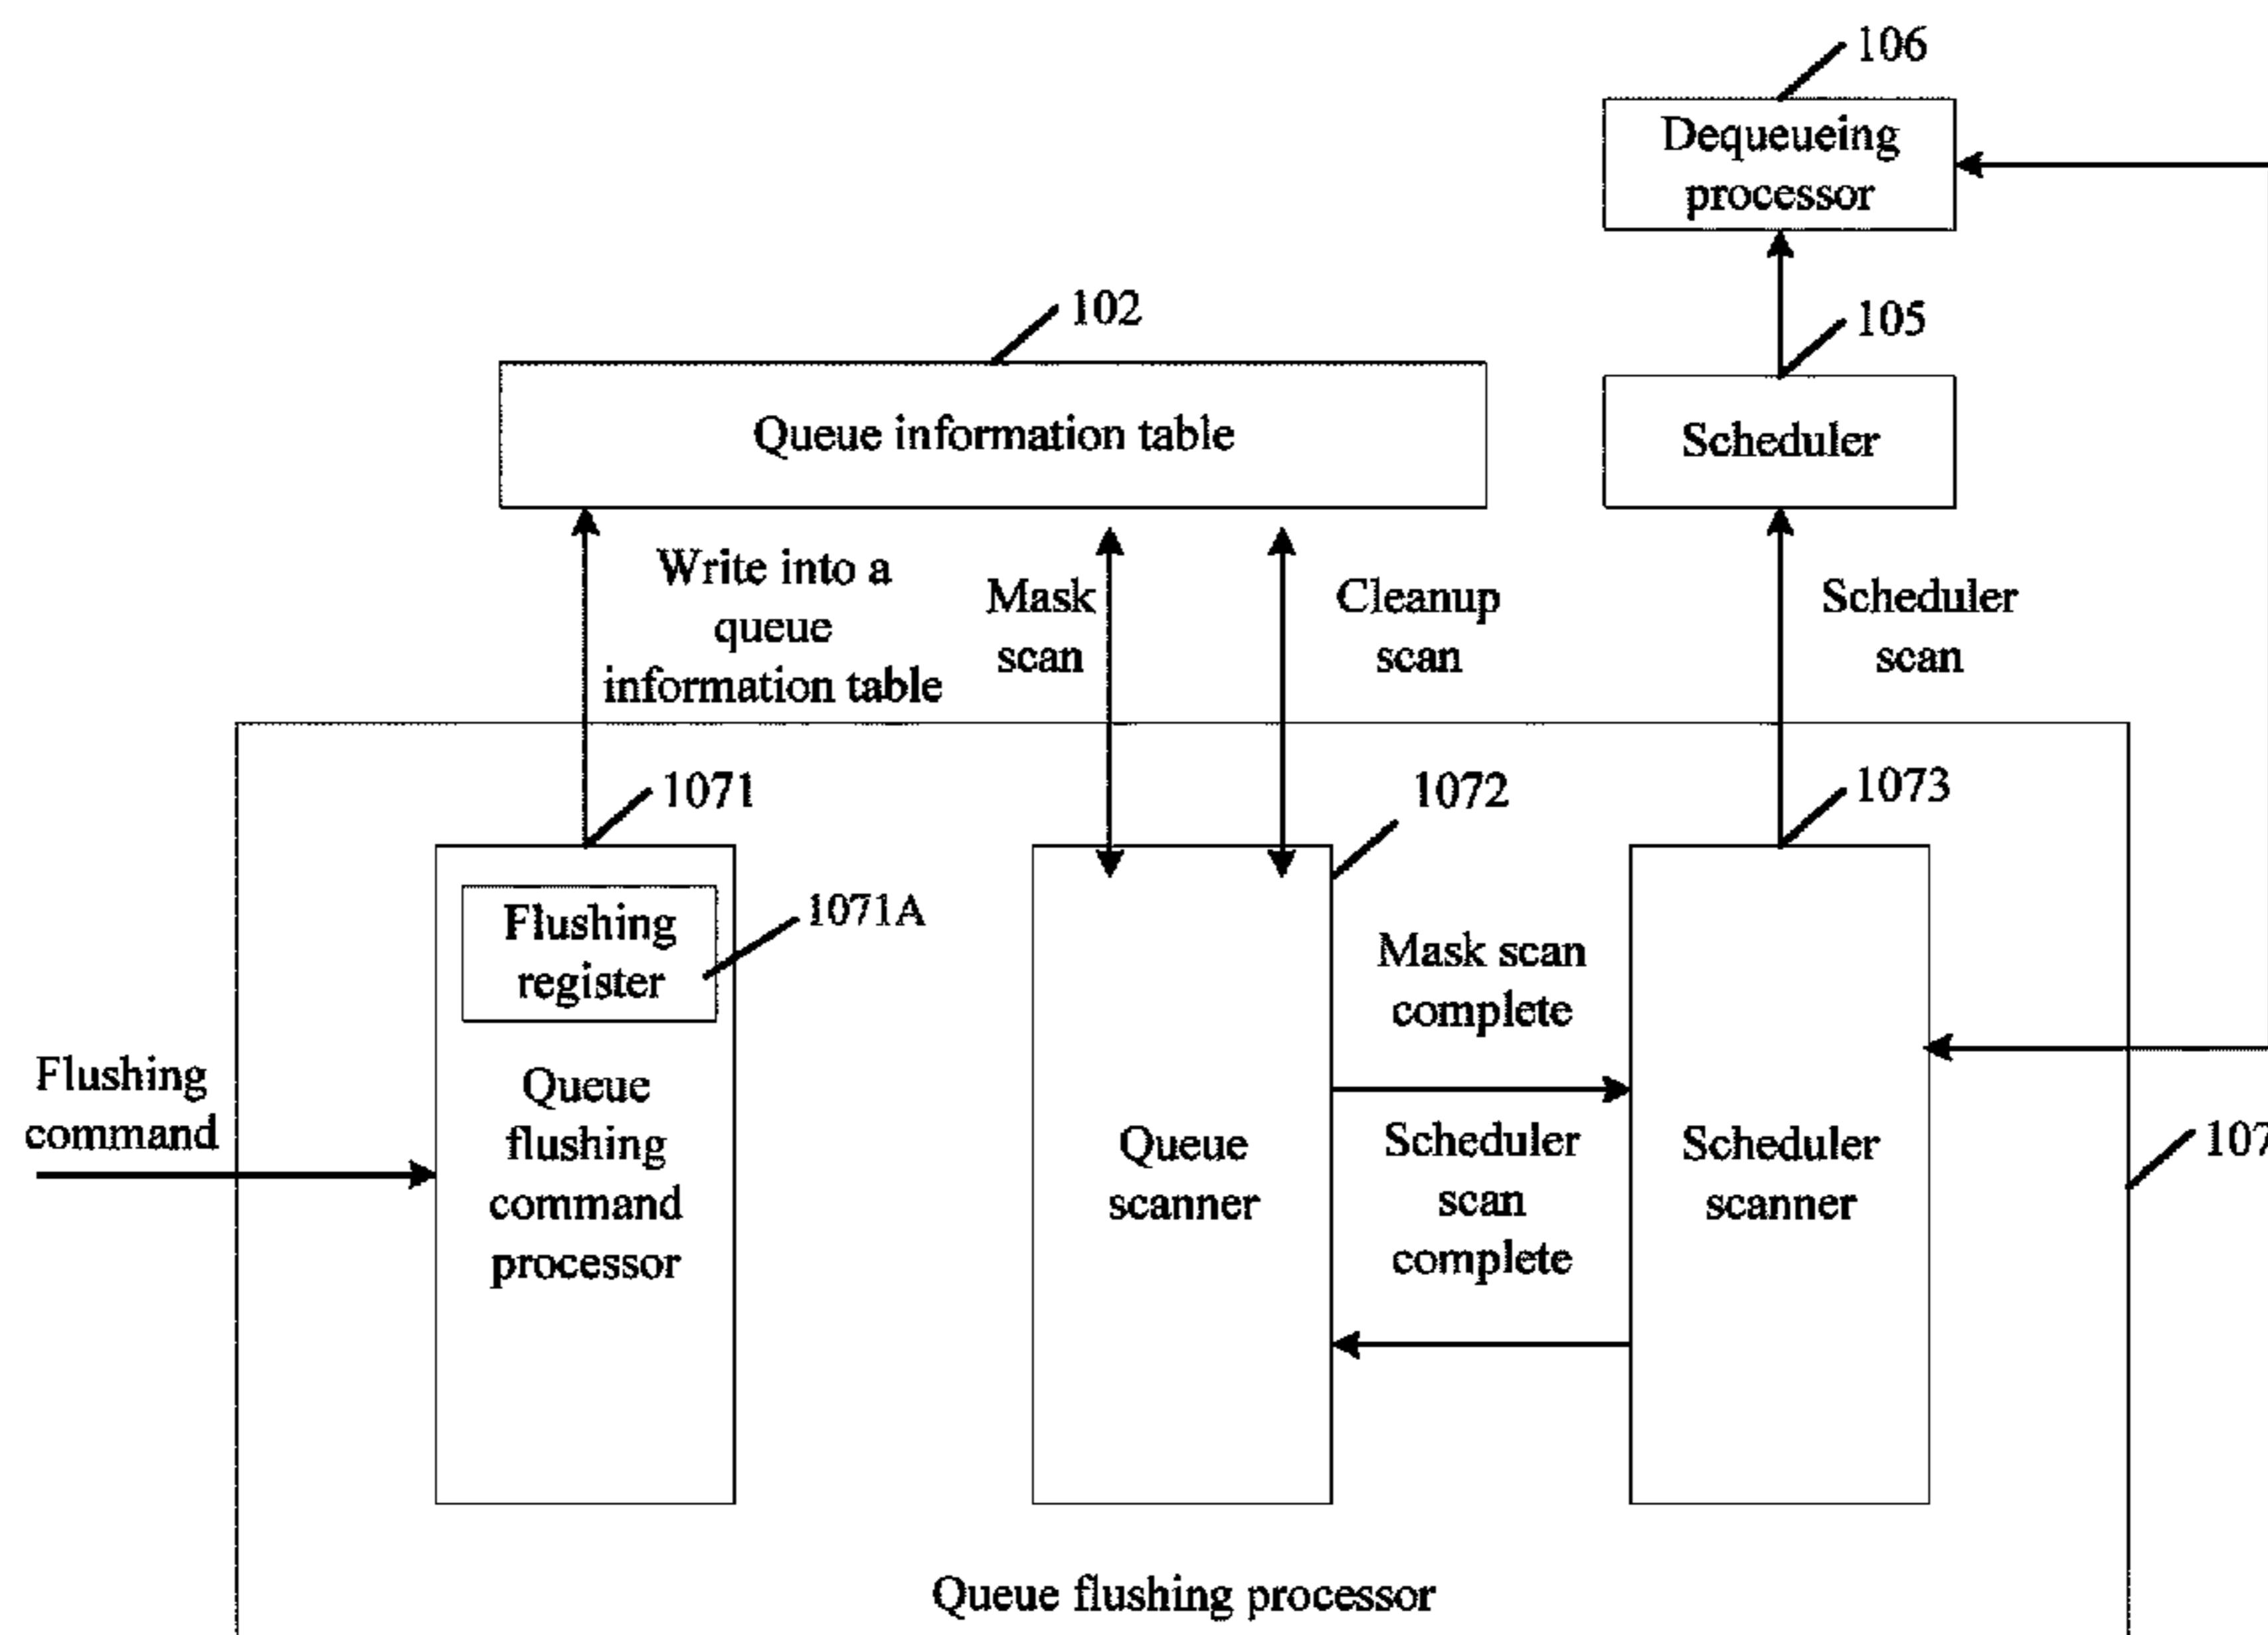 106
Dequeueing
processor
102
105
Queue information table
Scheduler
Write into a
queue
information table
Mask
scan
Cleanup
scan
Scheduler
scan
1071
1072
1073
Flushing
register
1071A
Mask scan
complete
Flushing
command
Queue
flushing
command
processor
Queue
scanner
Scheduler
scan
complete
Scheduler
scanner
107
Queue flushing processor